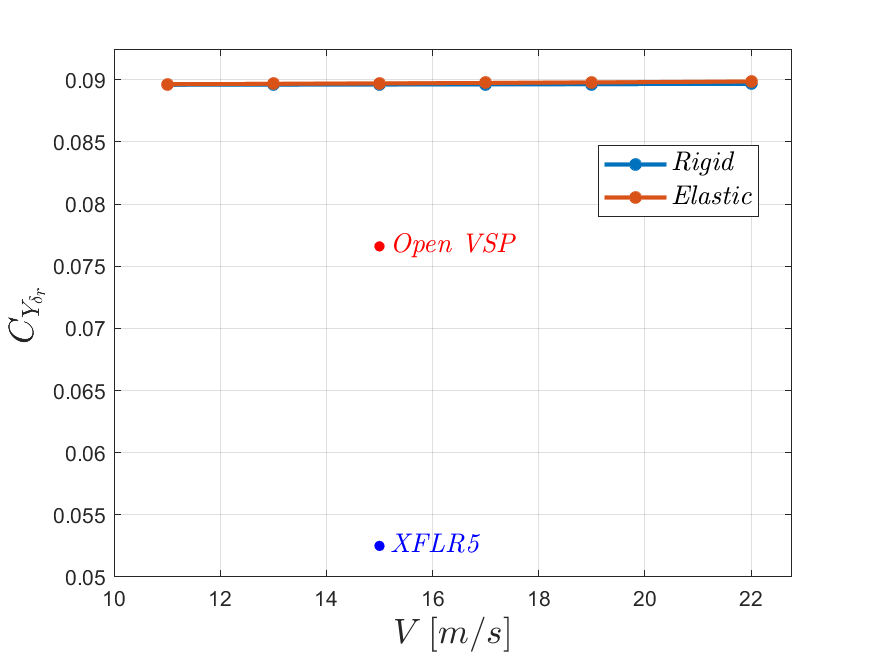 0.09
0.085
Rigid
Elastic
0.08
Open VSP
0.075
C_{Y_{δr}}
0.07
0.065
0.06
0.055
XFLR5
0.05
10 12 14 16 18 20 22
V [m/s]